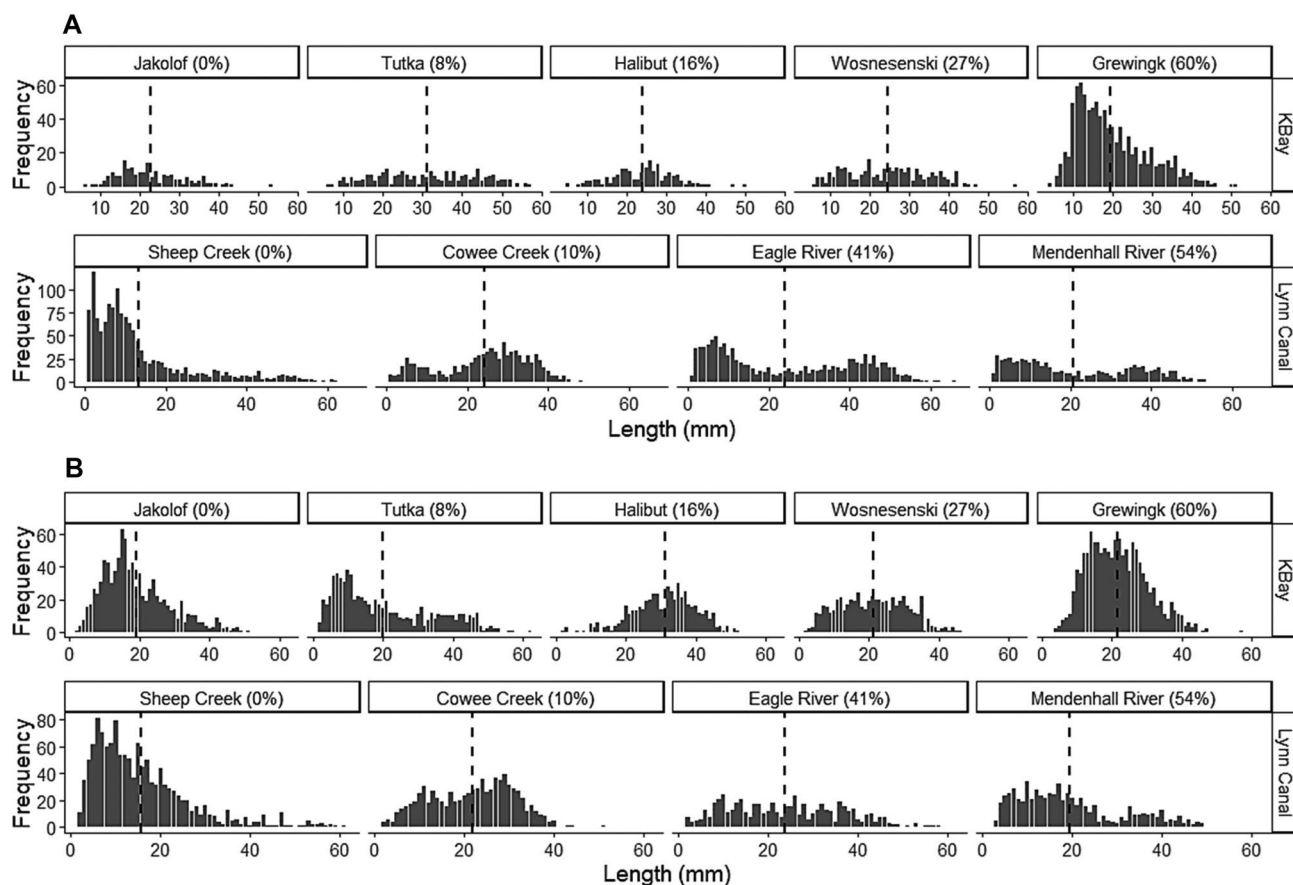 A
Jakolof (0%) Tutka (8%) Halibut (16%) Wosnesenski (27%) Grewingk (60%)
Frequency
60
40
20
0
KBay
10 20 30 40 50 60 10 20 30 40 50 60 10 20 30 40 50 60 10 20 30 40 50 60 10 20 30 40 50 60
Sheep Creek (0%) Cowee Creek (10%) Eagle River (41%) Mendenhall River (54%)
Frequency
100
75
50
25
0
Lynn Canal
0 20 40 60 0 20 40 60 0 20 40 60 0 20 40 60
Length (mm)
B
Jakolof (0%) Tutka (8%) Halibut (16%) Wosnesenski (27%) Grewingk (60%)
Frequency
60
40
20
0
KBay
0 20 40 60 0 20 40 60 0 20 40 60 0 20 40 60 0 20 40 60
Sheep Creek (0%) Cowee Creek (10%) Eagle River (41%) Mendenhall River (54%)
Frequency
80
60
40
20
0
Lynn Canal
0 20 40 60 0 20 40 60 0 20 40 60 0 20 40 60
Length (mm)